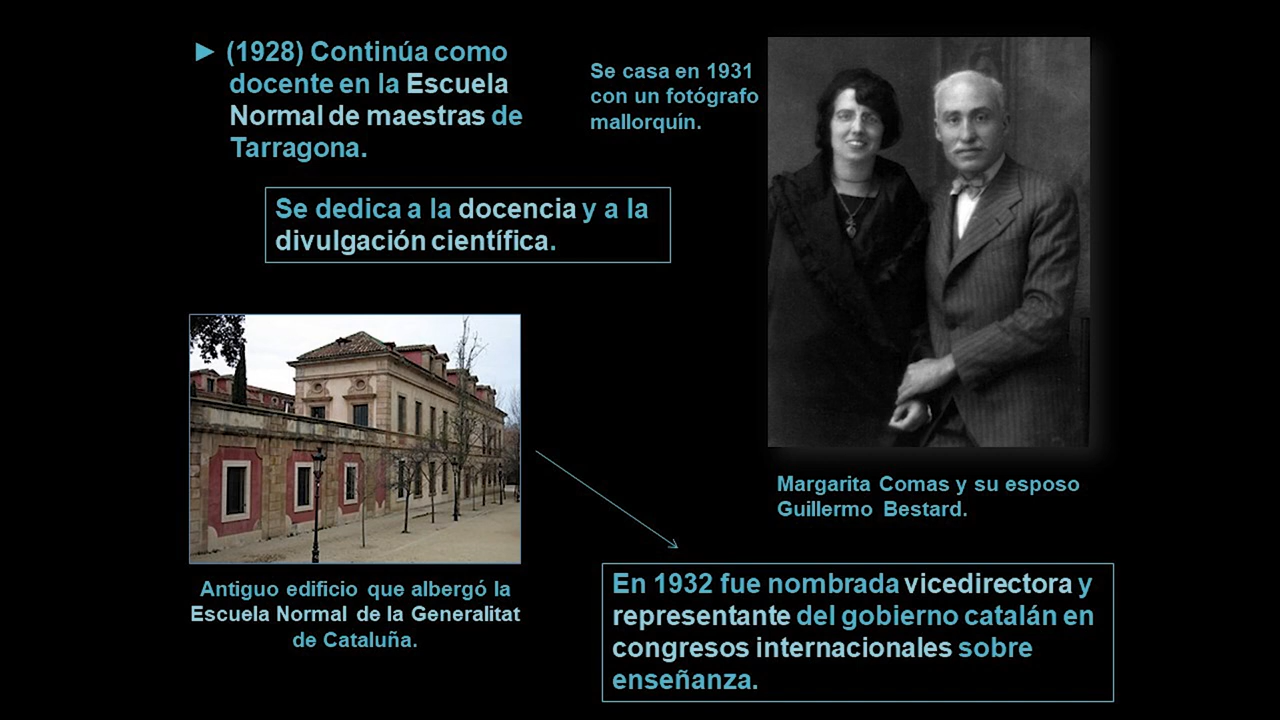 ► (1928) Continúa como
docente en la Escuela
Normal de maestras de
Tarragona.
Se casa en 1931
con un fotógrafo
mallorquín.
Se dedica a la docencia y a la
divulgación científica.
Margarita Comas y su esposo
Guillermo Bestard.
Antiguo edificio que albergó la
Escuela Normal de la Generalitat
de Cataluña.
En 1932 fue nombrada vicedirectora y
representante del gobierno catalán en
congresos internacionales sobre
enseñanza.